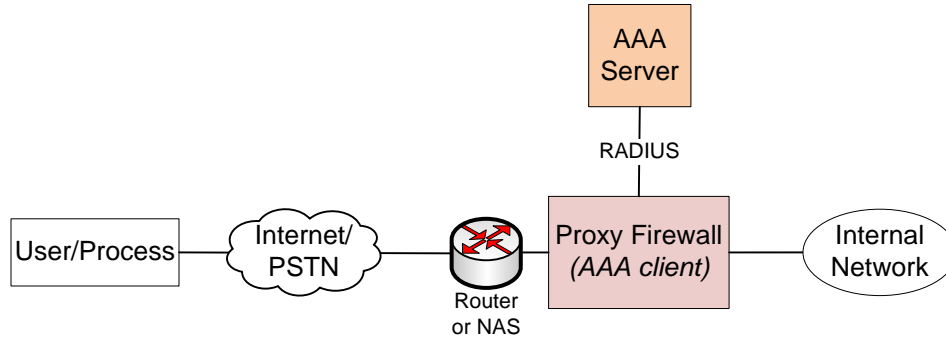 AAA
Server
RADIUS
User/Process
Internet/
PSTN
Router
or NAS
Proxy Firewall
(AAA client)
Internal
Network